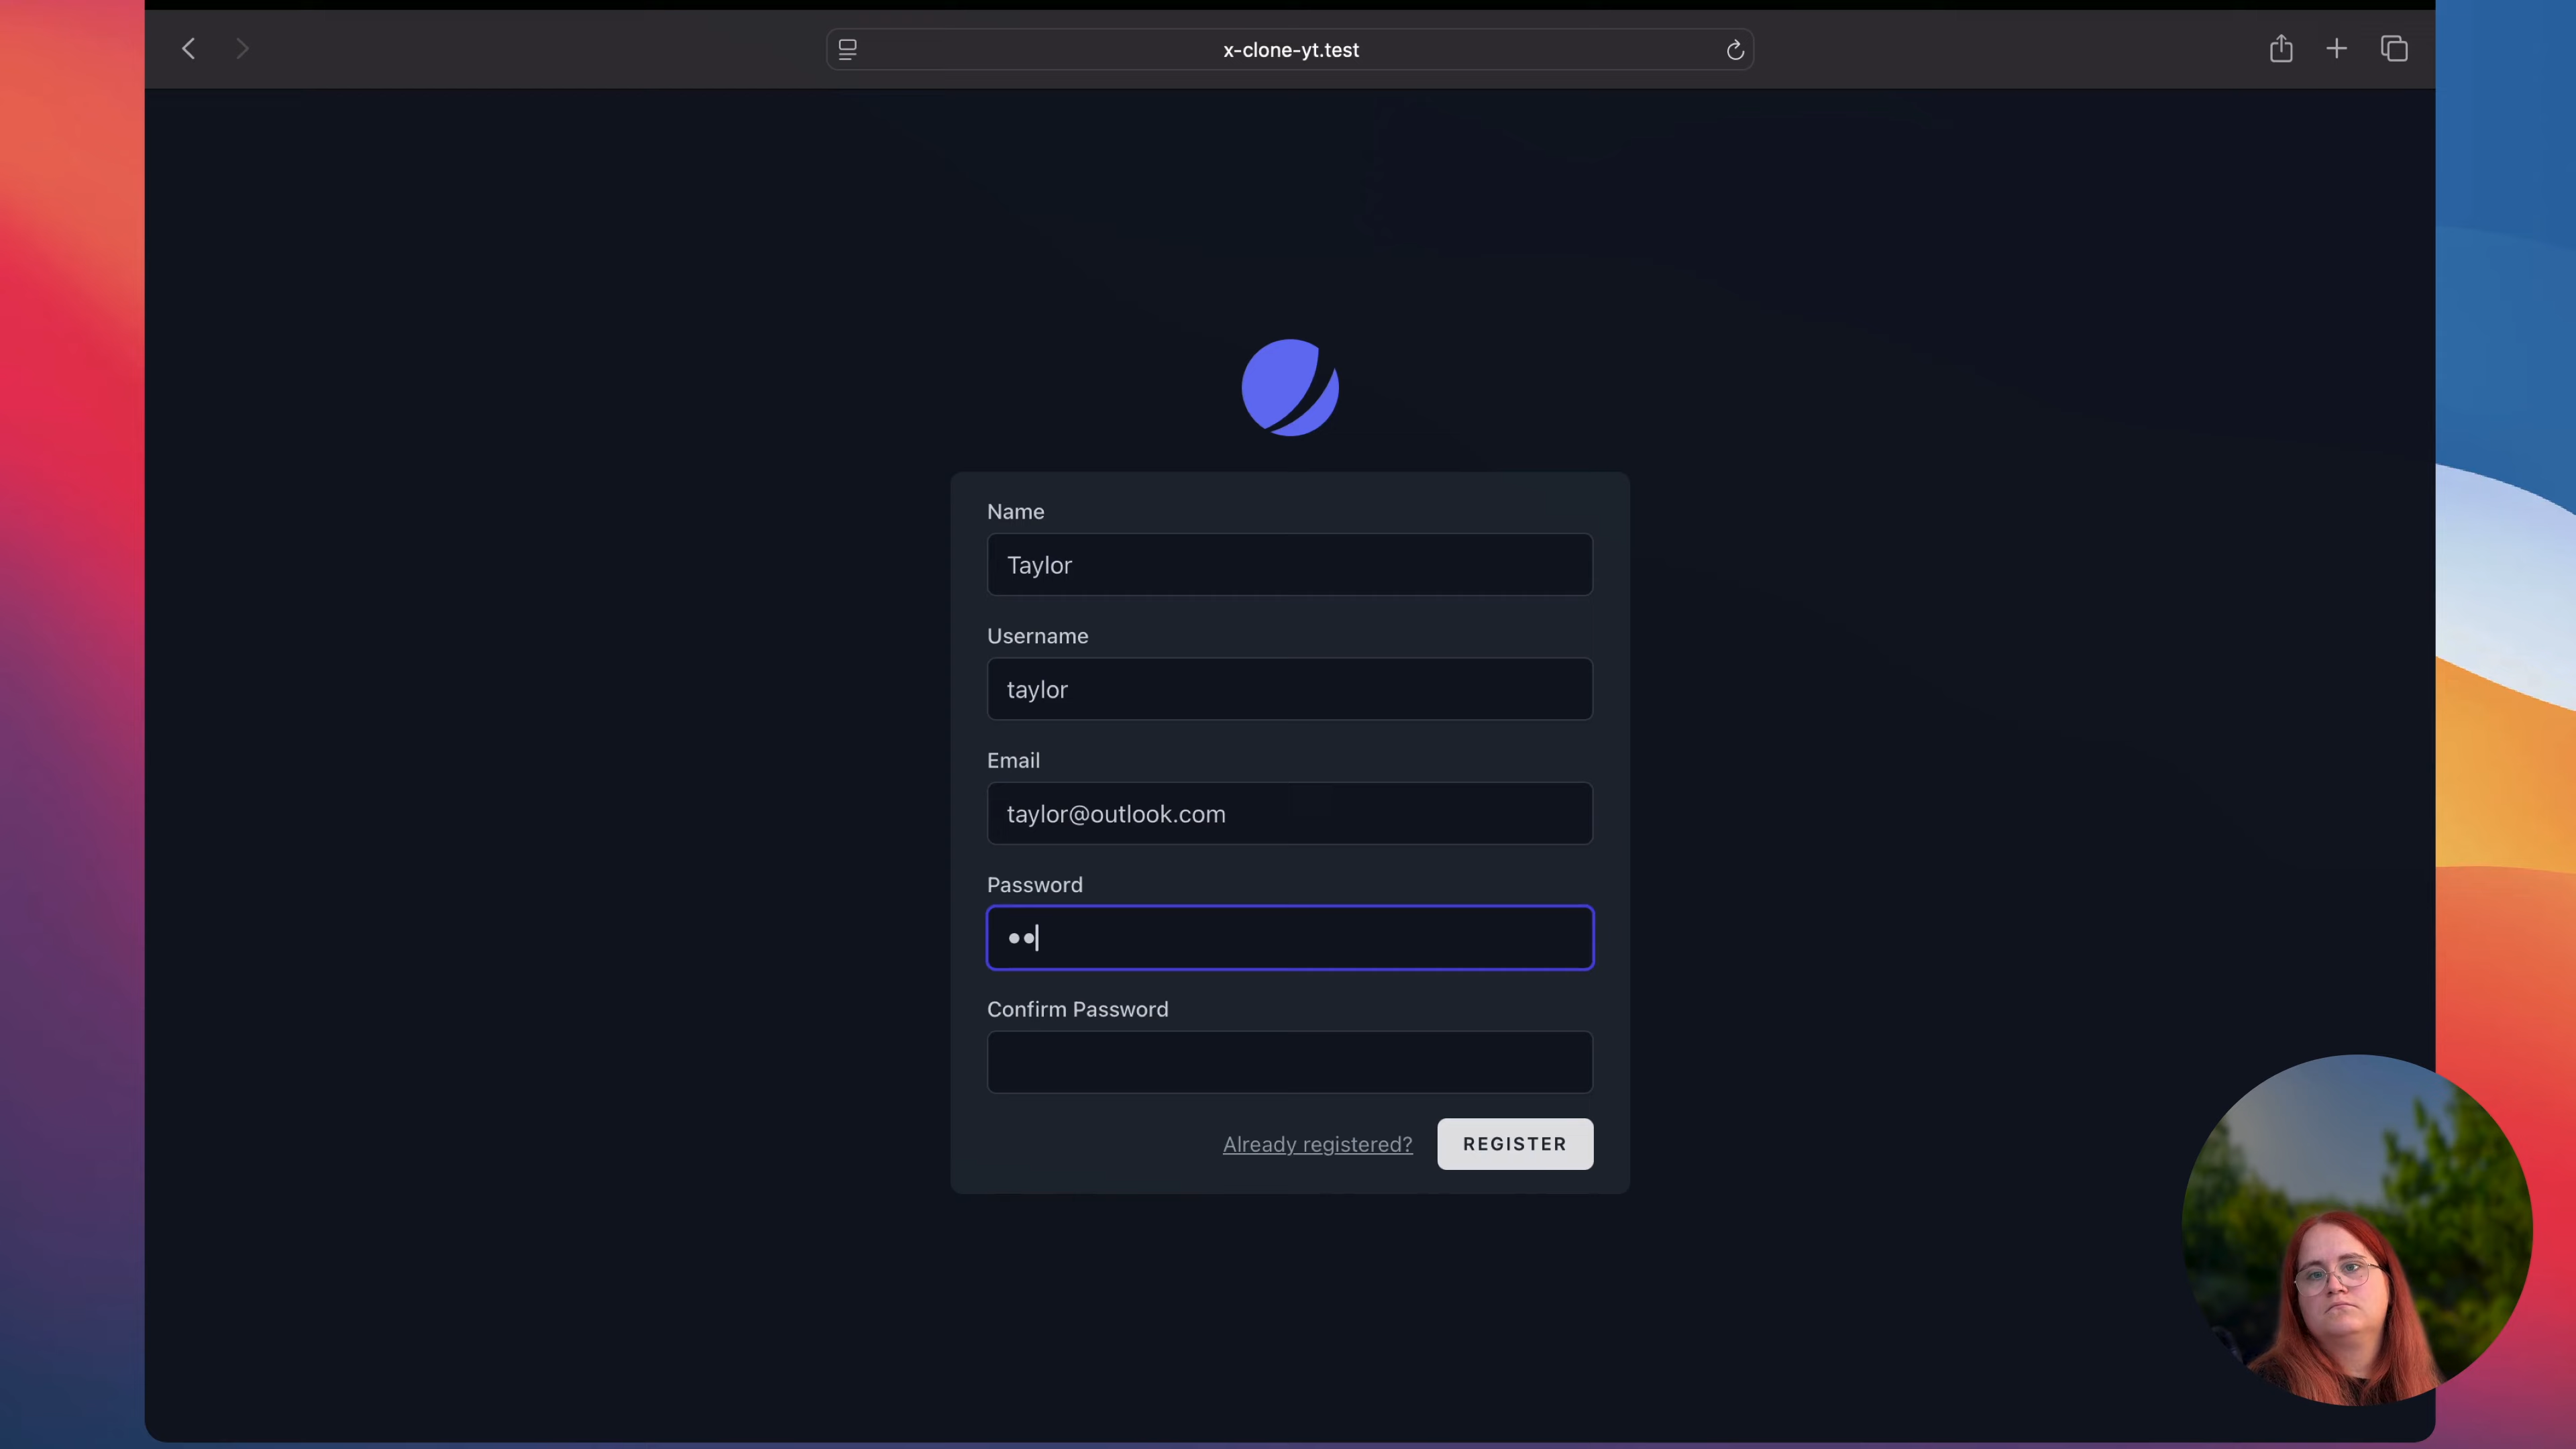 x-clone-yt.test
Name
Taylor
Username
taylor
Email
taylor@outlook.com
Password
••
Confirm Password
Already registered? REGISTER